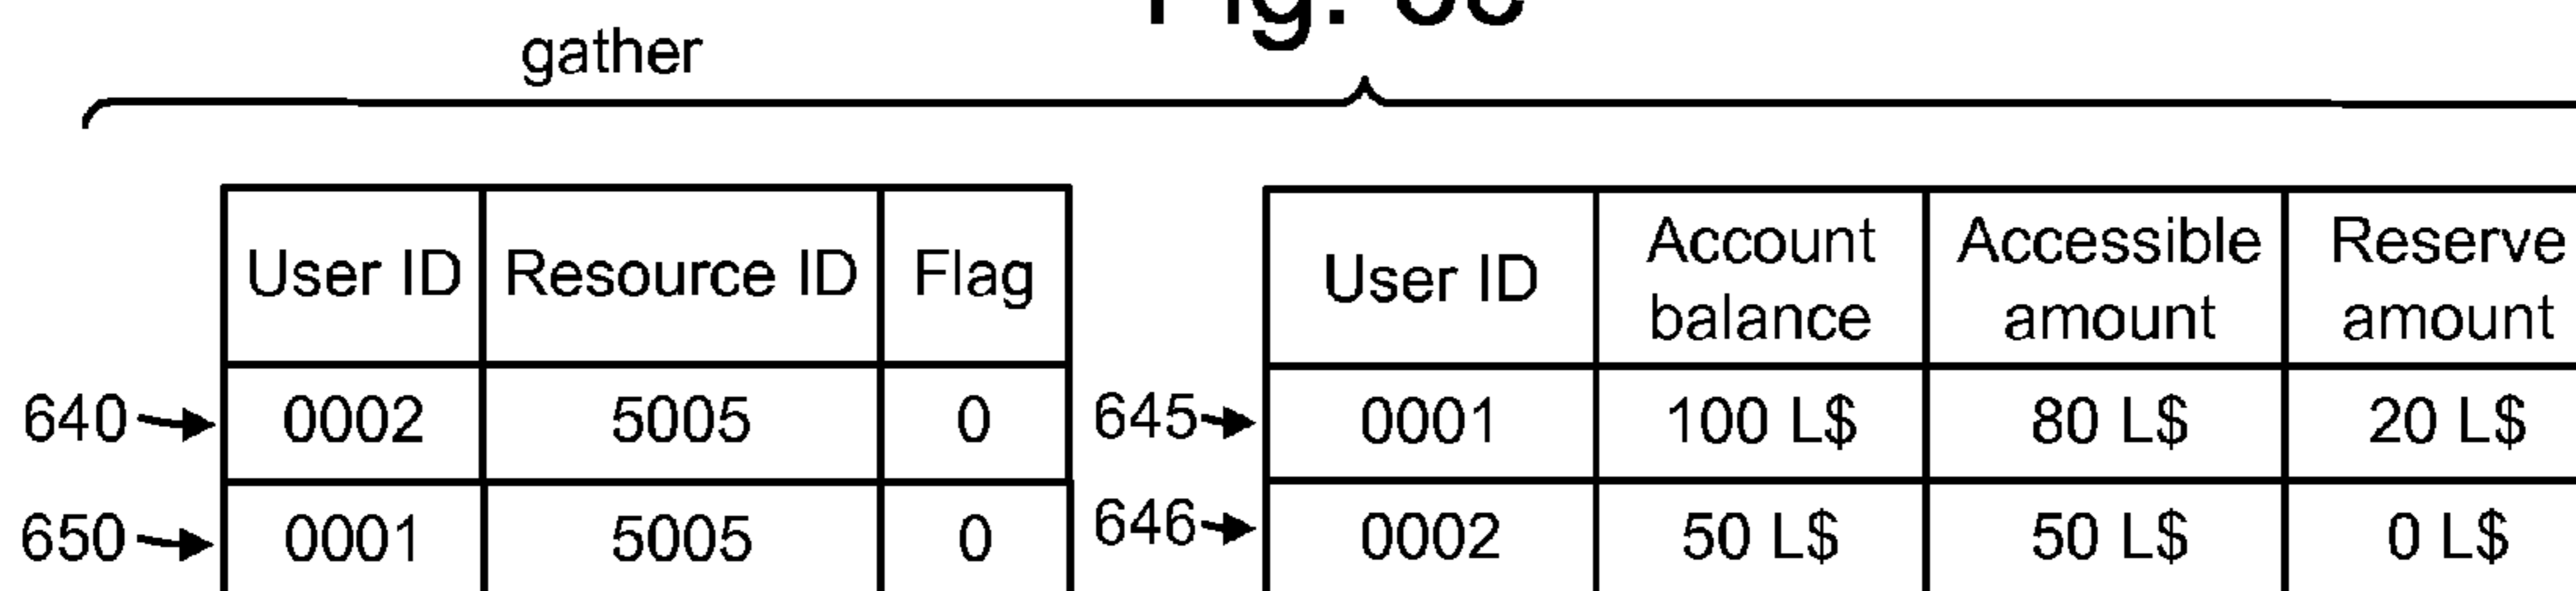 gather
User ID Resource ID Flag
640 0002 5005 0
650 0001 5005 0
User ID Account balance Accessible amount Reserve amount
645 0001 100 L$ 80 L$ 20 L$
646 0002 50 L$ 50 L$ 0 L$